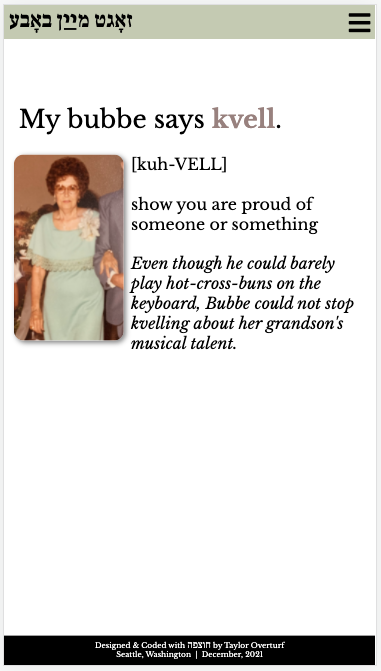 זאָגט מײַן באָבע
My bubbe says kvell.
[kuh-VELL]
show you are proud of
someone or something
Even though he could barely
play hot-cross-buns on the
keyboard, Bubbe could not stop
kvelling about her grandson's
musical talent.
Designed & Coded with חוצפה by Taylor Overturf
Seattle, Washington | December, 2021